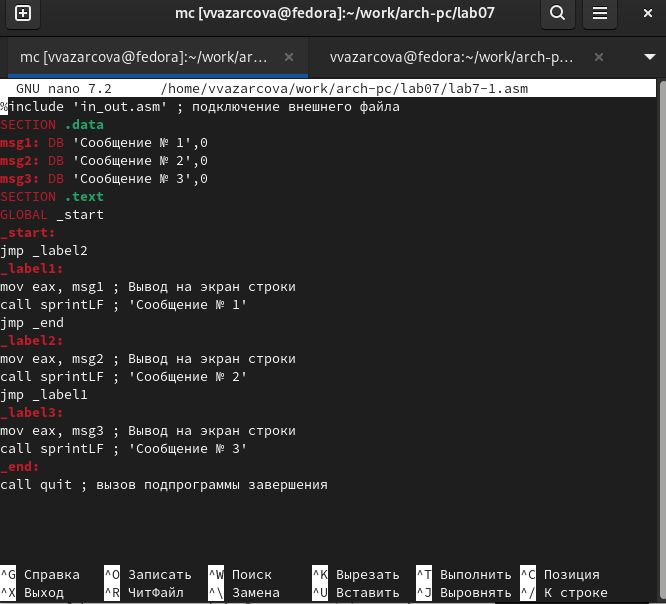 mc [vvazarcova@fedora]:~/work/arch-pc/lab07
mc [vvazarcova@fedora]:~/work/ar...
vvazarcova@fedora:~/work/arch-p...
GNU nano 7.2 /home/vvazarcova/work/arch-pc/lab07/lab7-1.asm
%include 'in_out.asm' ; подключение внешнего файла
SECTION .data
msg1: DB 'Сообщение № 1',0
msg2: DB 'Сообщение № 2',0
msg3: DB 'Сообщение № 3',0
SECTION .text
GLOBAL _start
_start:
jmp _label2
_label1:
mov eax, msg1 ; Вывод на экран строки
call sprintLF ; 'Сообщение № 1'
jmp _end
_label2:
mov eax, msg2 ; Вывод на экран строки
call sprintLF ; 'Сообщение № 2'
jmp _label1
_label3:
mov eax, msg3 ; Вывод на экран строки
call sprintLF ; 'Сообщение № 3'
_end:
call quit ; вызов подпрограммы завершения
^G Справка ^O Записать ^W Поиск ^K Вырезать ^T Выполнить ^C Позиция
^X Выход ^R ЧитФайл ^\ Замена ^U Вставить ^J Выровнять ^/ К строке